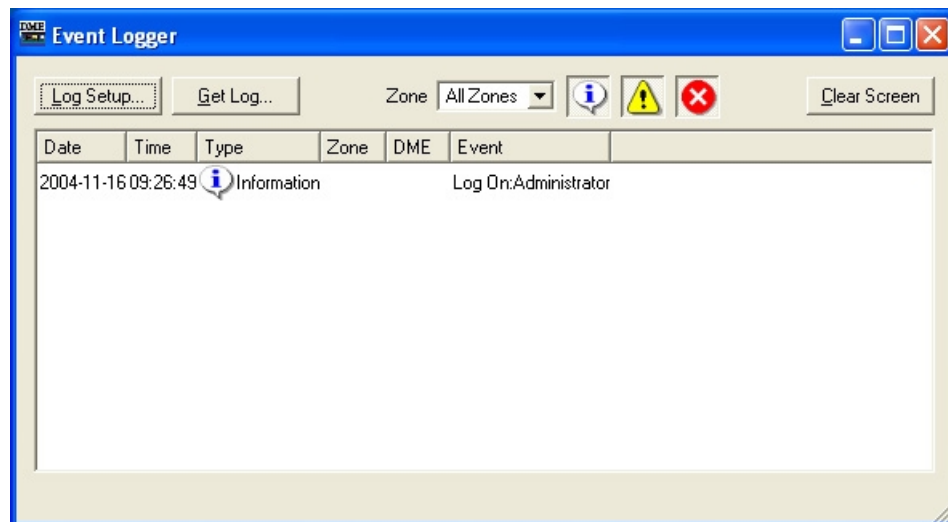 DME Event Logger
Log Setup... Get Log... Zone All Zones Clear Screen
Date Time Type Zone DME Event
2004-11-16 09:26:49 Information Log On:Administrator